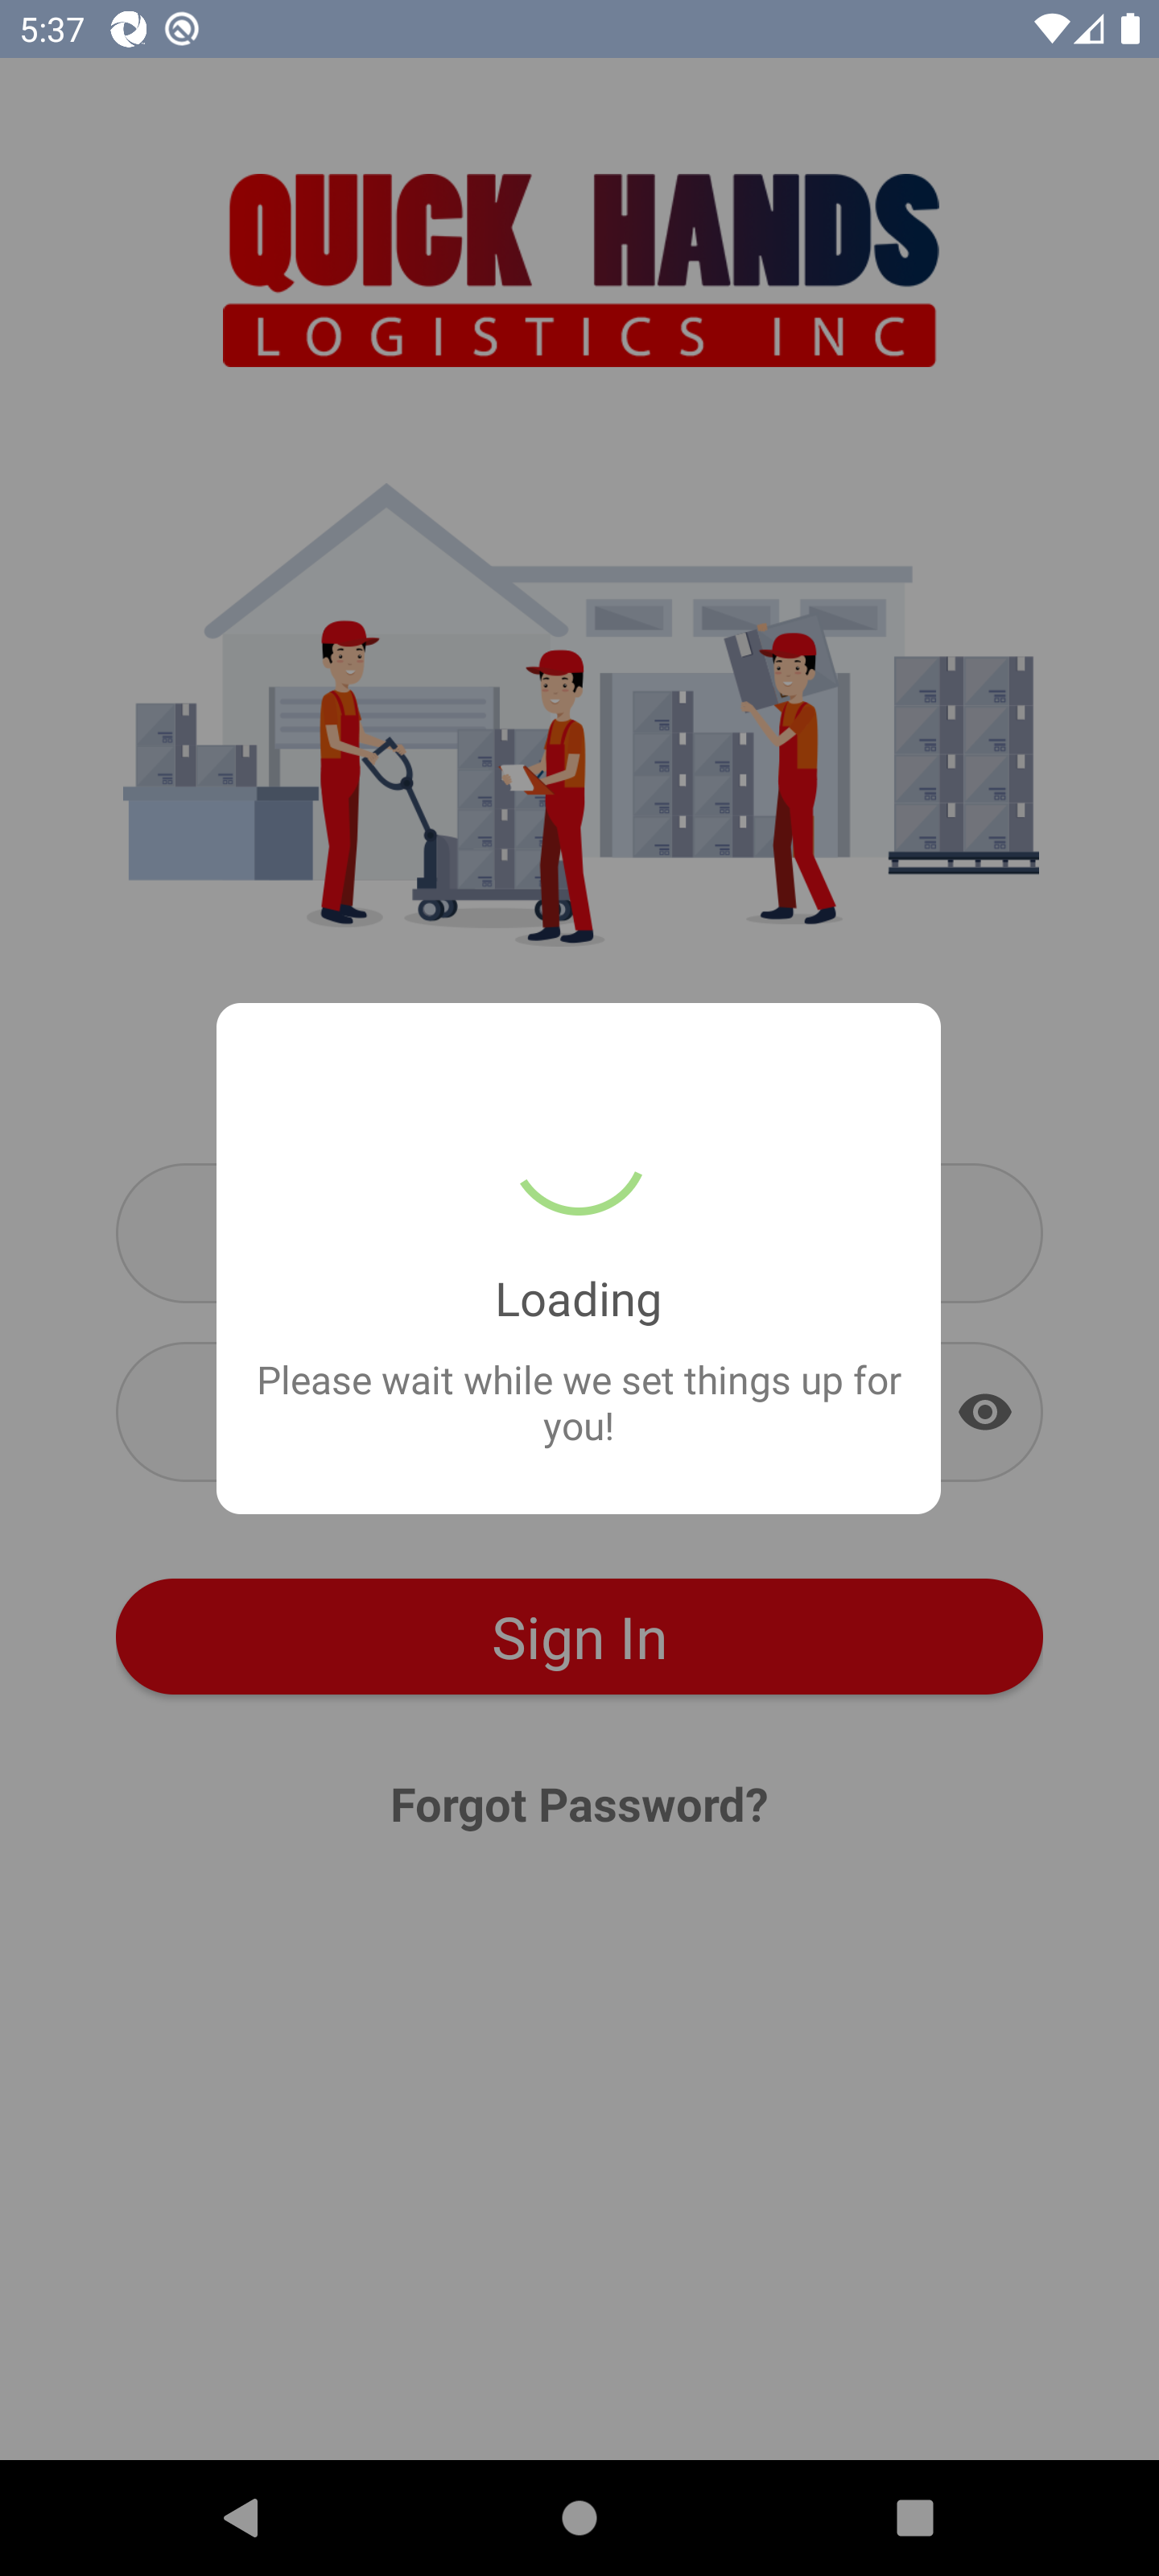 5:37
QUICK HANDS
LOGISTICS INC
Loading
Please wait while we set things up for
you!
Sign In
Forgot Password?